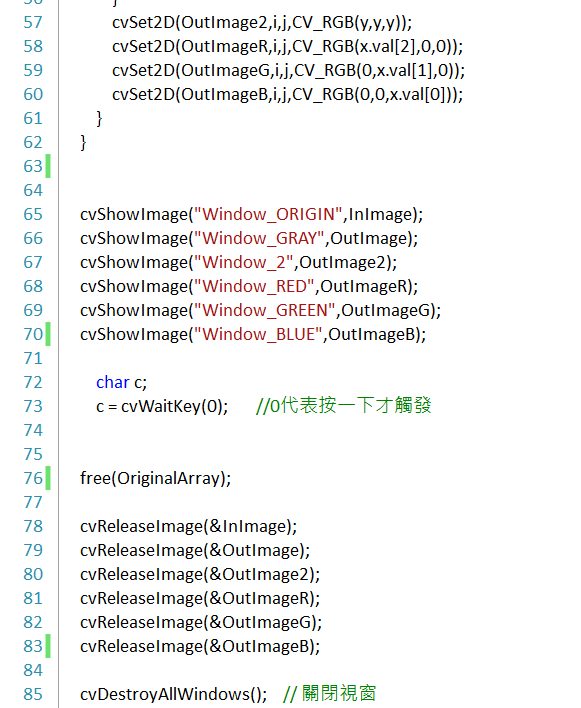 56 }
57 cvSet2D(OutImage2,i,j,CV_RGB(y,y,y));
58 cvSet2D(OutImageR,i,j,CV_RGB(x.val[2],0,0));
59 cvSet2D(OutImageG,i,j,CV_RGB(0,x.val[1],0));
60 cvSet2D(OutImageB,i,j,CV_RGB(0,0,x.val[0]));
61 }
62 }
63
64
65 cvShowImage("Window_ORIGIN",InImage);
66 cvShowImage("Window_GRAY",OutImage);
67 cvShowImage("Window_2",OutImage2);
68 cvShowImage("Window_RED",OutImageR);
69 cvShowImage("Window_GREEN",OutImageG);
70 cvShowImage("Window_BLUE",OutImageB);
71
72 char c;
73 c = cvWaitKey(0); //0代表按一下才觸發
74
75
76 free(OriginalArray);
77
78 cvReleaseImage(&InImage);
79 cvReleaseImage(&OutImage);
80 cvReleaseImage(&OutImage2);
81 cvReleaseImage(&OutImageR);
82 cvReleaseImage(&OutImageG);
83 cvReleaseImage(&OutImageB);
84
85 cvDestroyAllWindows(); // 關閉視窗